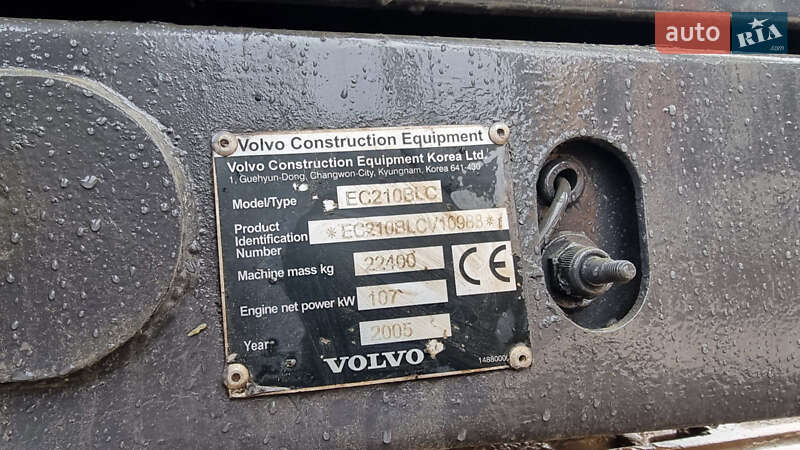 auto RIA
.com
Volvo Construction Equipment
Volvo Construction Equipment Korea Ltd.
1, Guehyun-Dong, Changwon-City, Kyungnam, Korea 641-430
Model/Type EC210BLC
Product
Identification *EC210BLCV10988*
Number
Machine mass kg 22400
CE
Engine net power kW 107
Year 2005
VOLVO